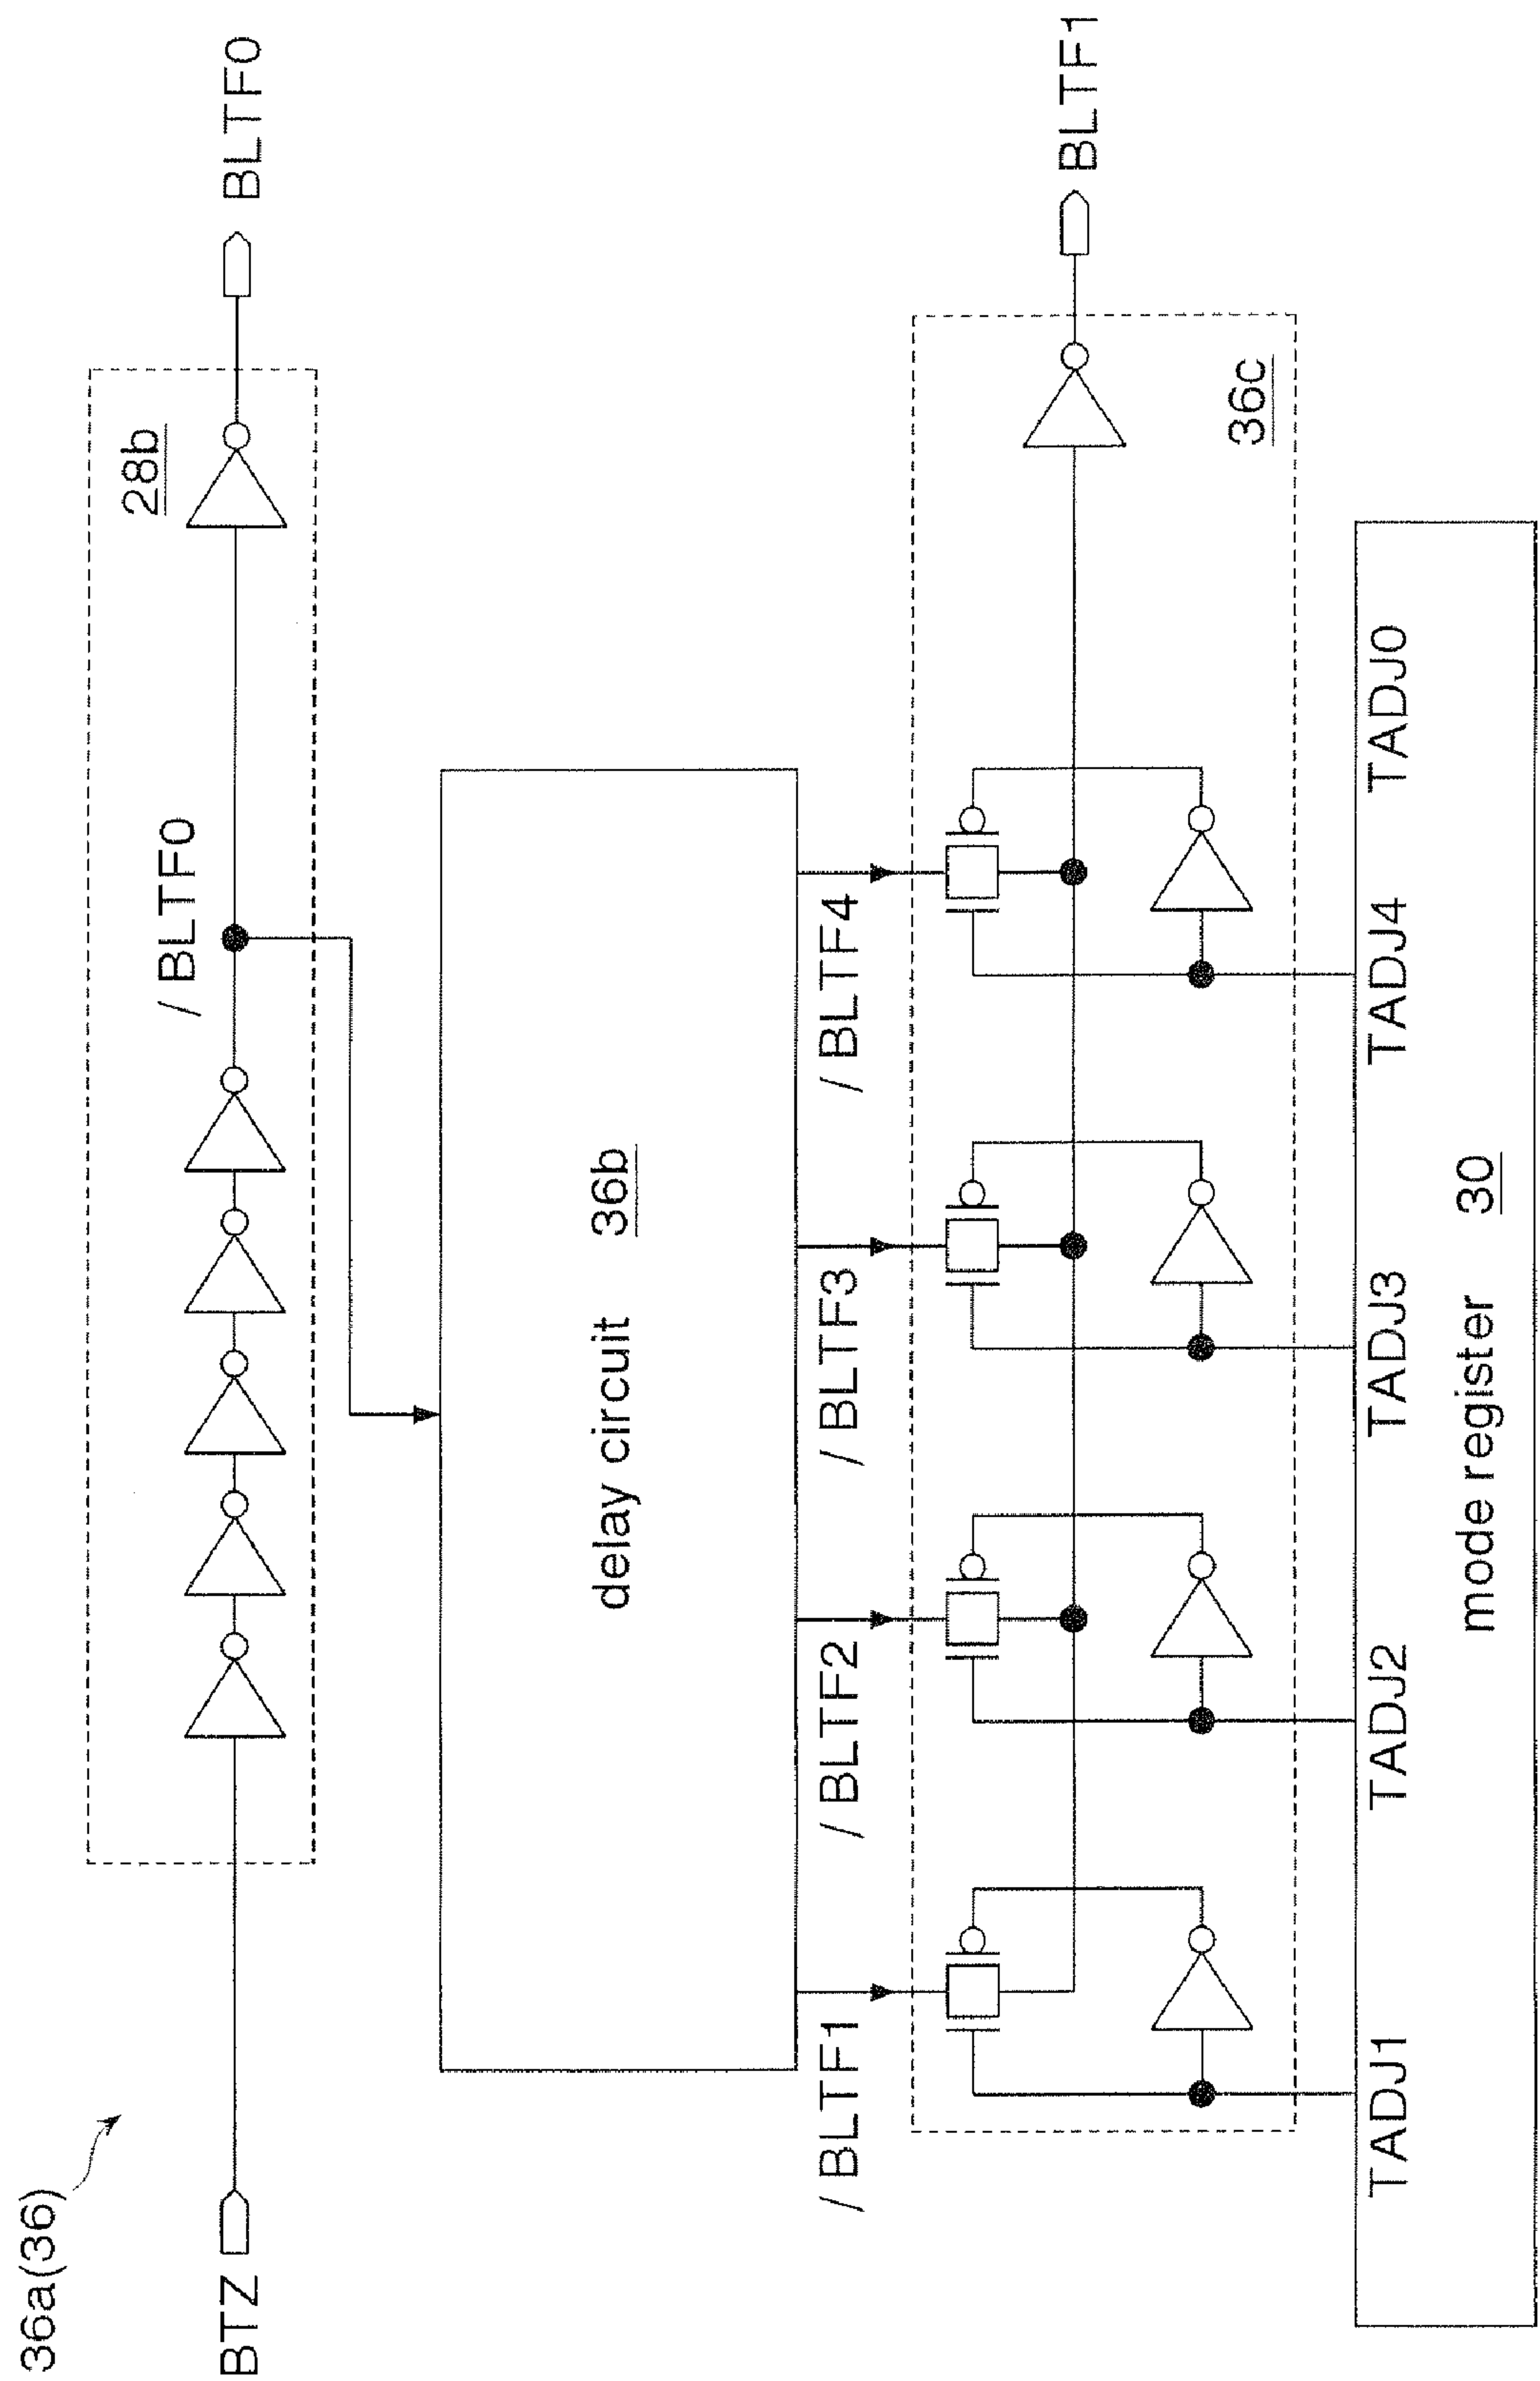 36a(36)
BTZ
/BLTF0
28b
BLTF0
delay circuit 36b
/BLTF1
/BLTF2
/BLTF3
/BLTF4
36c
BLTF1
TADJ1
TADJ2
TADJ3
TADJ4
TADJ0
mode register 30